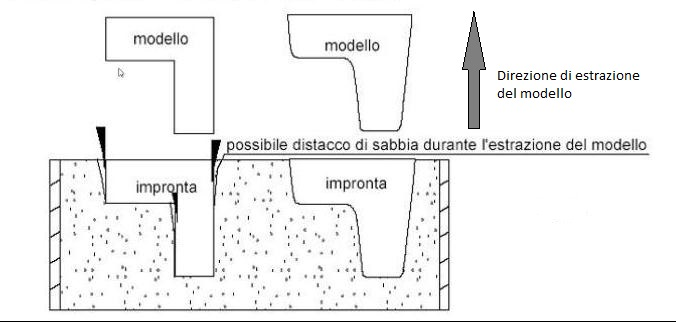 modello
modello
Direzione di estrazione
del modello
possibile distacco di sabbia durante l'estrazione del modello
impronta
impronta